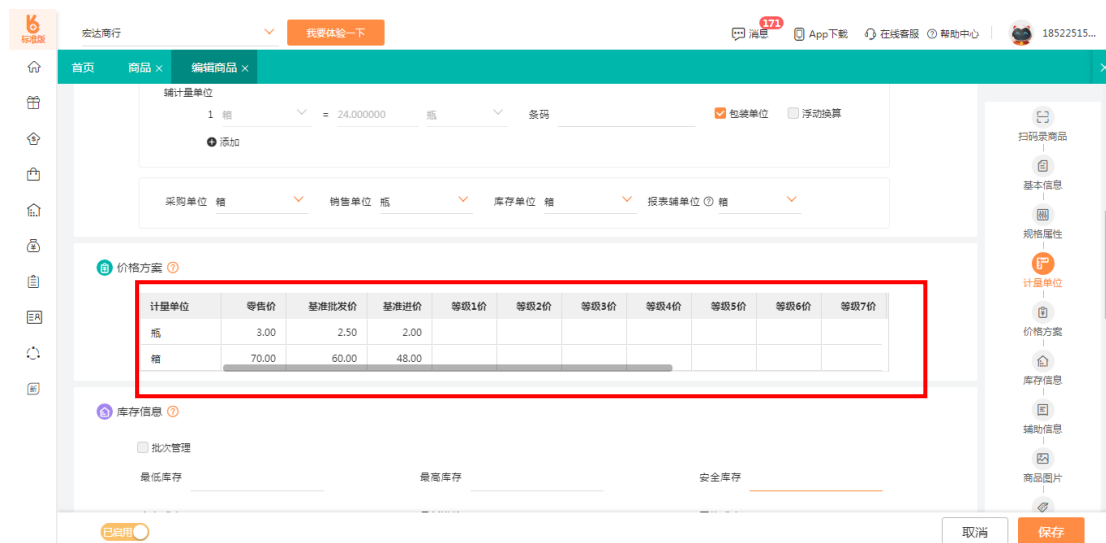 标准版
宏达商行
我要体验一下
171
消息
App下载
在线客服
帮助中心
18522515...
首页 商品 × 编辑商品 ×
辅计量单位
1 箱 = 24.000000 瓶 条码 包装单位 浮动换算
添加
采购单位 箱 销售单位 瓶 库存单位 箱 报表辅单位 箱
价格方案
计量单位 零售价 基准批发价 基准进价 等级1价 等级2价 等级3价 等级4价 等级5价 等级6价 等级7价
瓶 3.00 2.50 2.00
箱 70.00 60.00 48.00
库存信息
批次管理
最低库存 最高库存 安全库存
已启用
取消 保存
扫码录商品
基本信息
规格属性
计量单位
价格方案
库存信息
辅助信息
商品图片